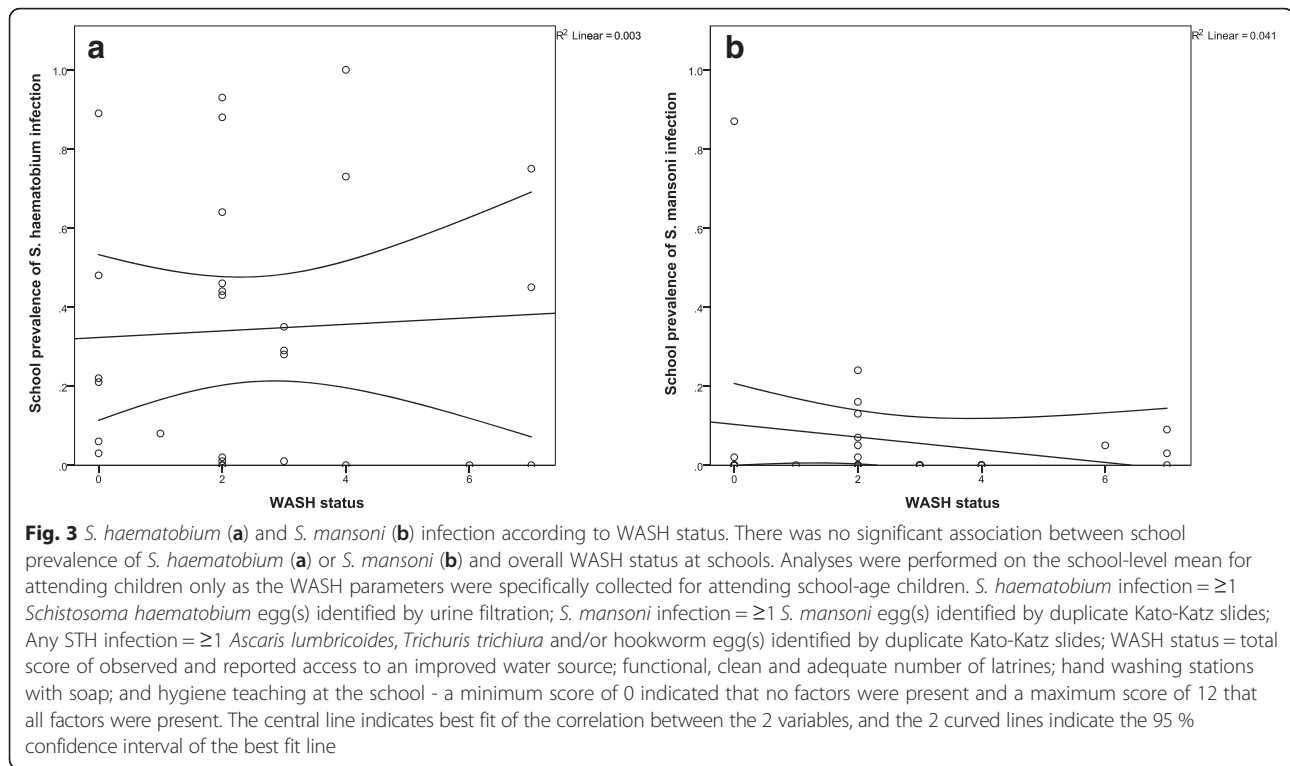 a
R² Linear = 0.003
School prevalence of S. haematobium infection
1.0
.8
.6
.4
.2
.0
0
2
4
6
WASH status
b
R² Linear = 0.041
School prevalence of S. mansoni infection
1.0
.8
.6
.4
.2
.0
0
2
4
6
WASH status
Fig. 3 S. haematobium (a) and S. mansoni (b) infection according to WASH status. There was no significant association between school
prevalence of S. haematobium (a) or S. mansoni (b) and overall WASH status at schools. Analyses were performed on the school-level mean for
attending children only as the WASH parameters were specifically collected for attending school-age children. S. haematobium infection = ≥1
Schistosoma haematobium egg(s) identified by urine filtration; S. mansoni infection = ≥1 S. mansoni egg(s) identified by duplicate Kato-Katz slides;
Any STH infection = ≥1 Ascaris lumbricoides, Trichuris trichiura and/or hookworm egg(s) identified by duplicate Kato-Katz slides; WASH status = total
score of observed and reported access to an improved water source; functional, clean and adequate number of latrines; hand washing stations
with soap; and hygiene teaching at the school - a minimum score of 0 indicated that no factors were present and a maximum score of 12 that
all factors were present. The central line indicates best fit of the correlation between the 2 variables, and the 2 curved lines indicate the 95 %
confidence interval of the best fit line